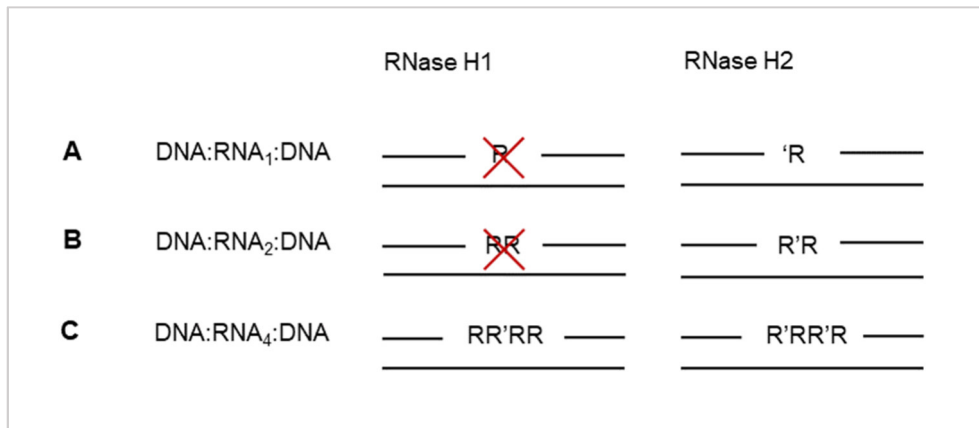 RNase H1 RNase H2
A DNA:RNA₁:DNA R ‘R
B DNA:RNA₂:DNA RR R’R
C DNA:RNA₄:DNA RR’RR R’RR’R